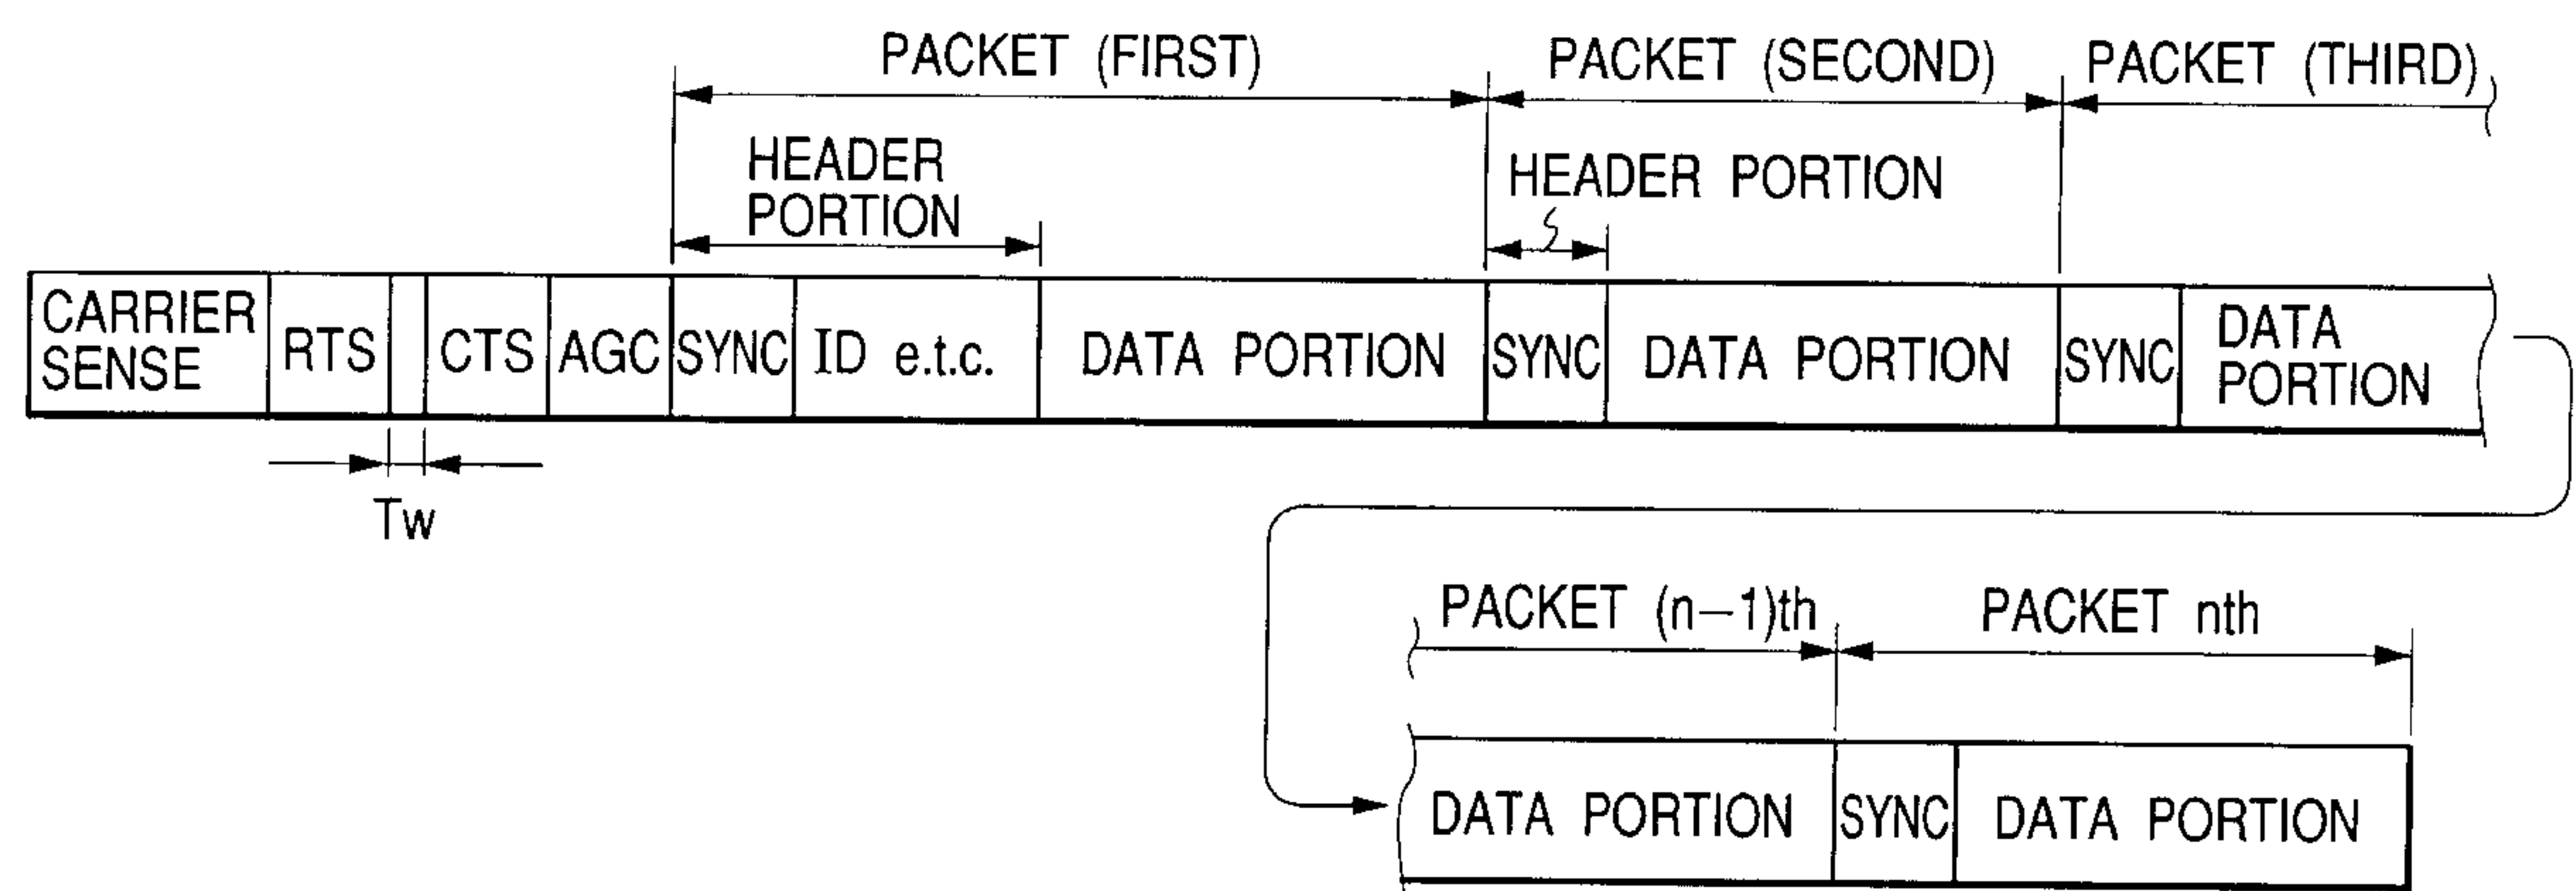 PACKET (FIRST)
PACKET (SECOND)
PACKET (THIRD)
HEADER
PORTION
HEADER PORTION
CARRIER
SENSE
RTS
CTS
AGC
SYNC
ID e.t.c.
DATA PORTION
SYNC
DATA PORTION
SYNC
DATA
PORTION
Tw
PACKET (n−1)th
PACKET nth
DATA PORTION
SYNC
DATA PORTION